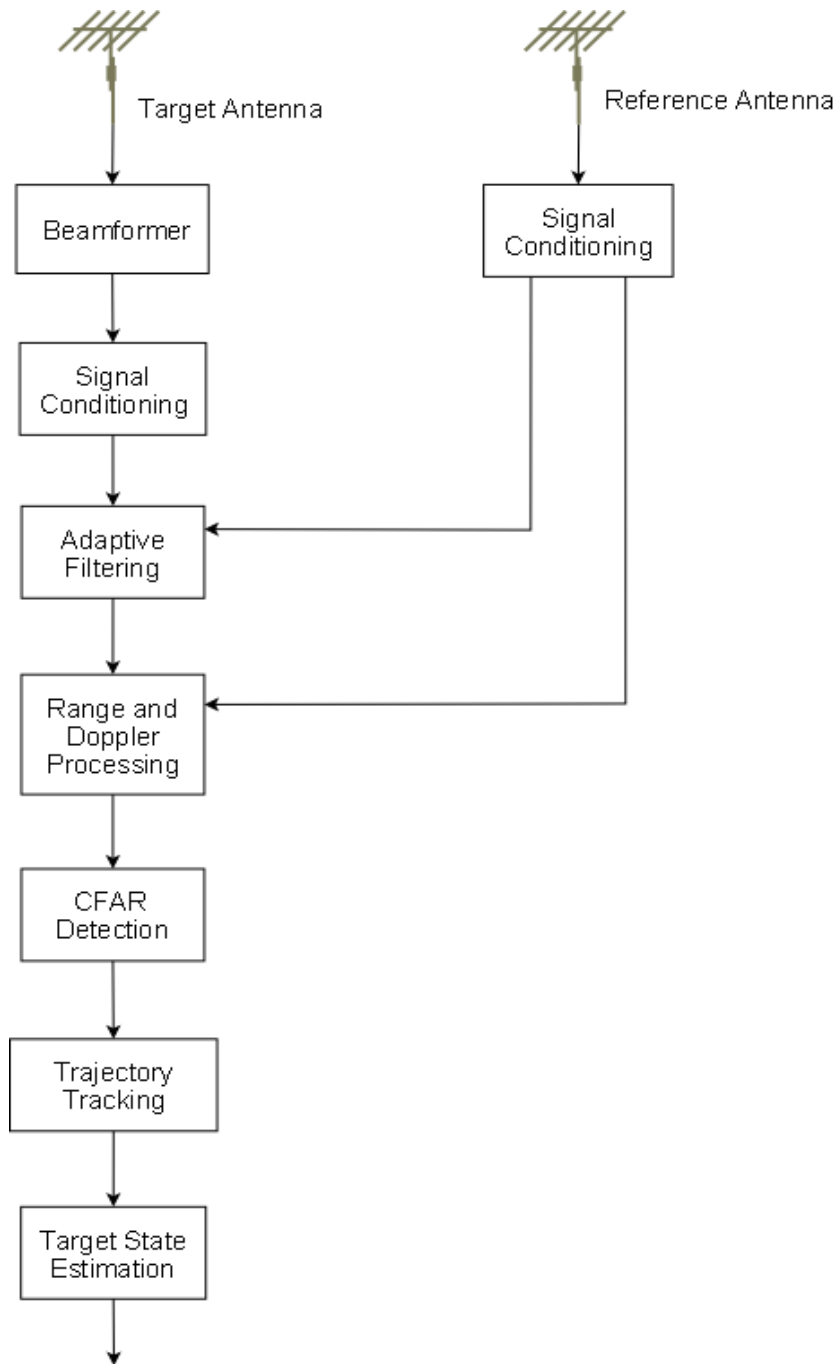 Target Antenna
Reference Antenna
Beamformer
Signal
Conditioning
Signal
Conditioning
Adaptive
Filtering
Range and
Doppler
Processing
CFAR
Detection
Trajectory
Tracking
Target State
Estimation